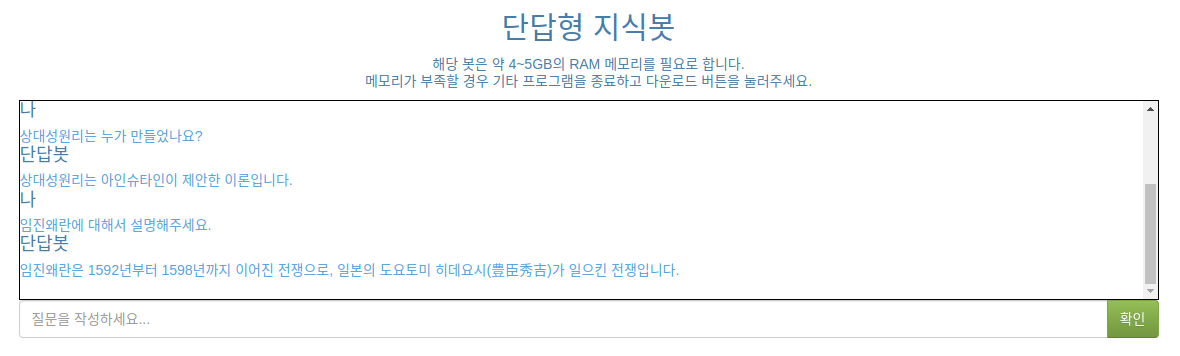 단답형 지식봇
해당 봇은 약 4~5GB의 RAM 메모리를 필요로 합니다.
메모리가 부족할 경우 기타 프로그램을 종료하고 다운로드 버튼을 눌러주세요.
나
상대성원리는 누가 만들었나요?
단답봇
상대성원리는 아인슈타인이 제안한 이론입니다.
나
임진왜란에 대해서 설명해주세요.
단답봇
임진왜란은 1592년부터 1598년까지 이어진 전쟁으로, 일본의 도요토미 히데요시(豊臣秀吉)가 일으킨 전쟁입니다.
질문을 작성하세요...
확인